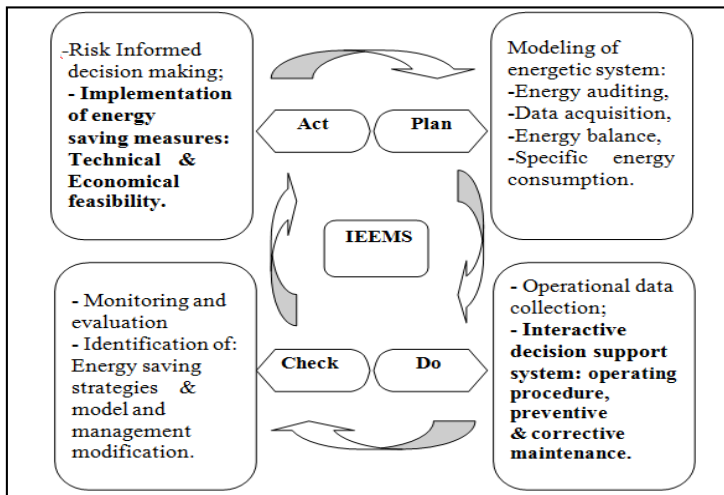 -Risk Informed
decision making;
- Implementation
of energy
saving measures:
Technical &
Economical
feasibility.
Modeling of
energetic system:
-Energy auditing,
-Data acquisition,
-Energy balance,
-Specific energy
consumption.
Act
Plan
IEEMS
- Monitoring and
evaluation
- Identification of:
Energy saving
strategies &
model and
management
modification.
Check
Do
- Operational data
collection;
- Interactive
decision support
system: operating
procedure,
preventive
& corrective
maintenance.